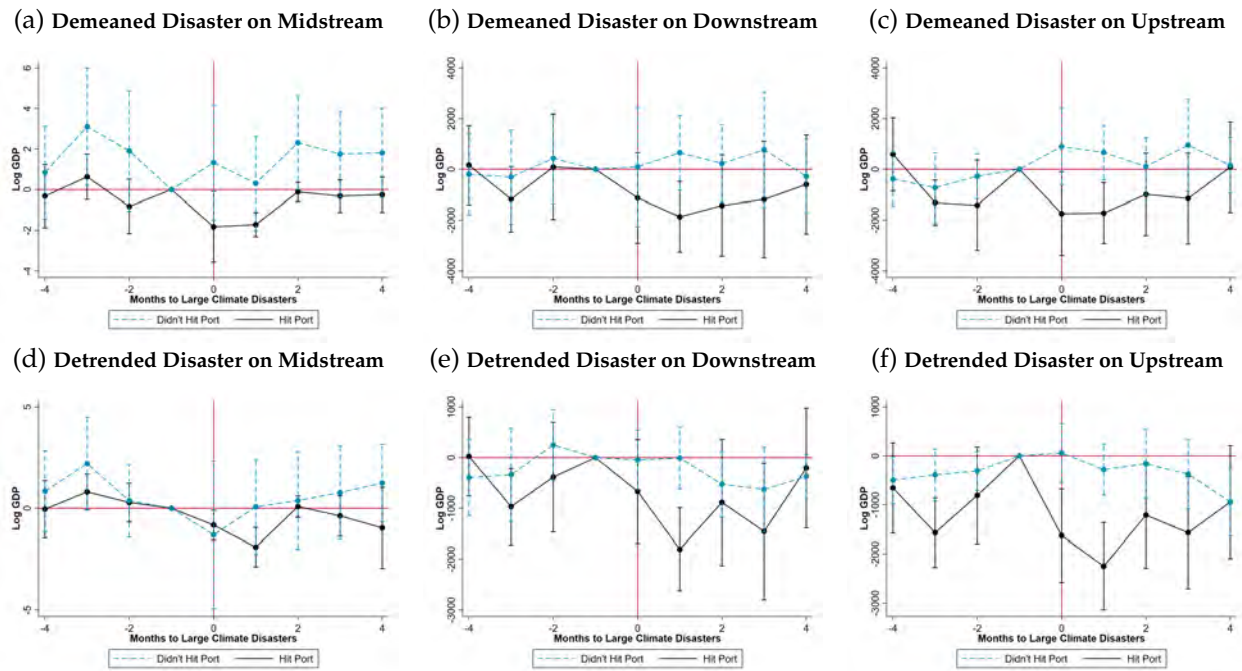 (a) Demeaned Disaster on Midstream
(b) Demeaned Disaster on Downstream
(c) Demeaned Disaster on Upstream
Log GDP
6
4
2
0
-2
-4
-4 -2 0 2 4
Months to Large Climate Disasters
Didn't Hit Port Hit Port
Log GDP
4000
2000
0
-2000
-4000
-4 -2 0 2 4
Months to Large Climate Disasters
Didn't Hit Port Hit Port
Log GDP
4000
2000
0
-2000
-4000
-4 -2 0 2 4
Months to Large Climate Disasters
Didn't Hit Port Hit Port
(d) Detrended Disaster on Midstream
(e) Detrended Disaster on Downstream
(f) Detrended Disaster on Upstream
Log GDP
5
0
-5
-4 -2 0 2 4
Months to Large Climate Disasters
Didn't Hit Port Hit Port
Log GDP
1000
0
-1000
-2000
-3000
-4 -2 0 2 4
Months to Large Climate Disasters
Didn't Hit Port Hit Port
Log GDP
1000
0
-1000
-2000
-3000
-4 -2 0 2 4
Months to Large Climate Disasters
Didn't Hit Port Hit Port